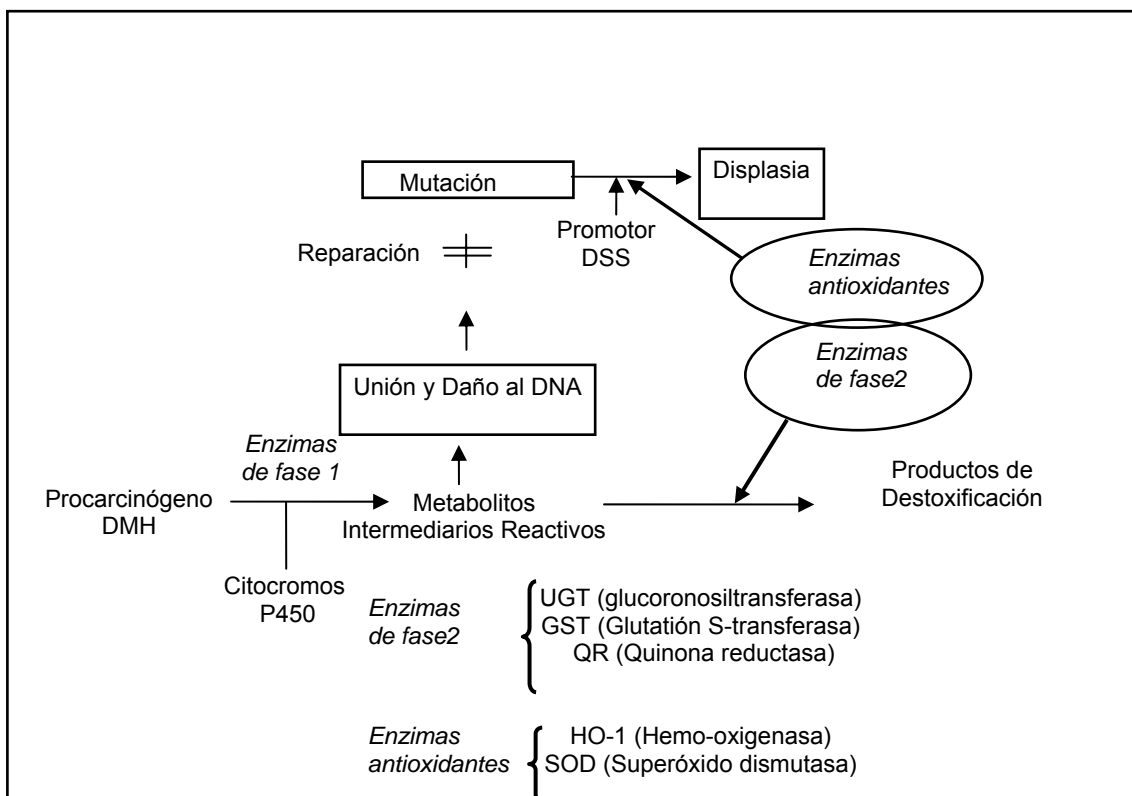 Mutación
Displasia
Reparación
Promotor
DSS
Enzimas
antioxidantes
Enzimas
de fase2
Unión y Daño al DNA
Enzimas
de fase 1
Procarcinógeno
DMH
Metabolitos
Intermediarios Reactivos
Productos de
Destoxificación
Citocromos
P450
Enzimas
de fase2
UGT (glucoronosiltransferasa)
GST (Glutatión S-transferasa)
QR (Quinona reductasa)
Enzimas
antioxidantes
HO-1 (Hemo-oxigenasa)
SOD (Superóxido dismutasa)